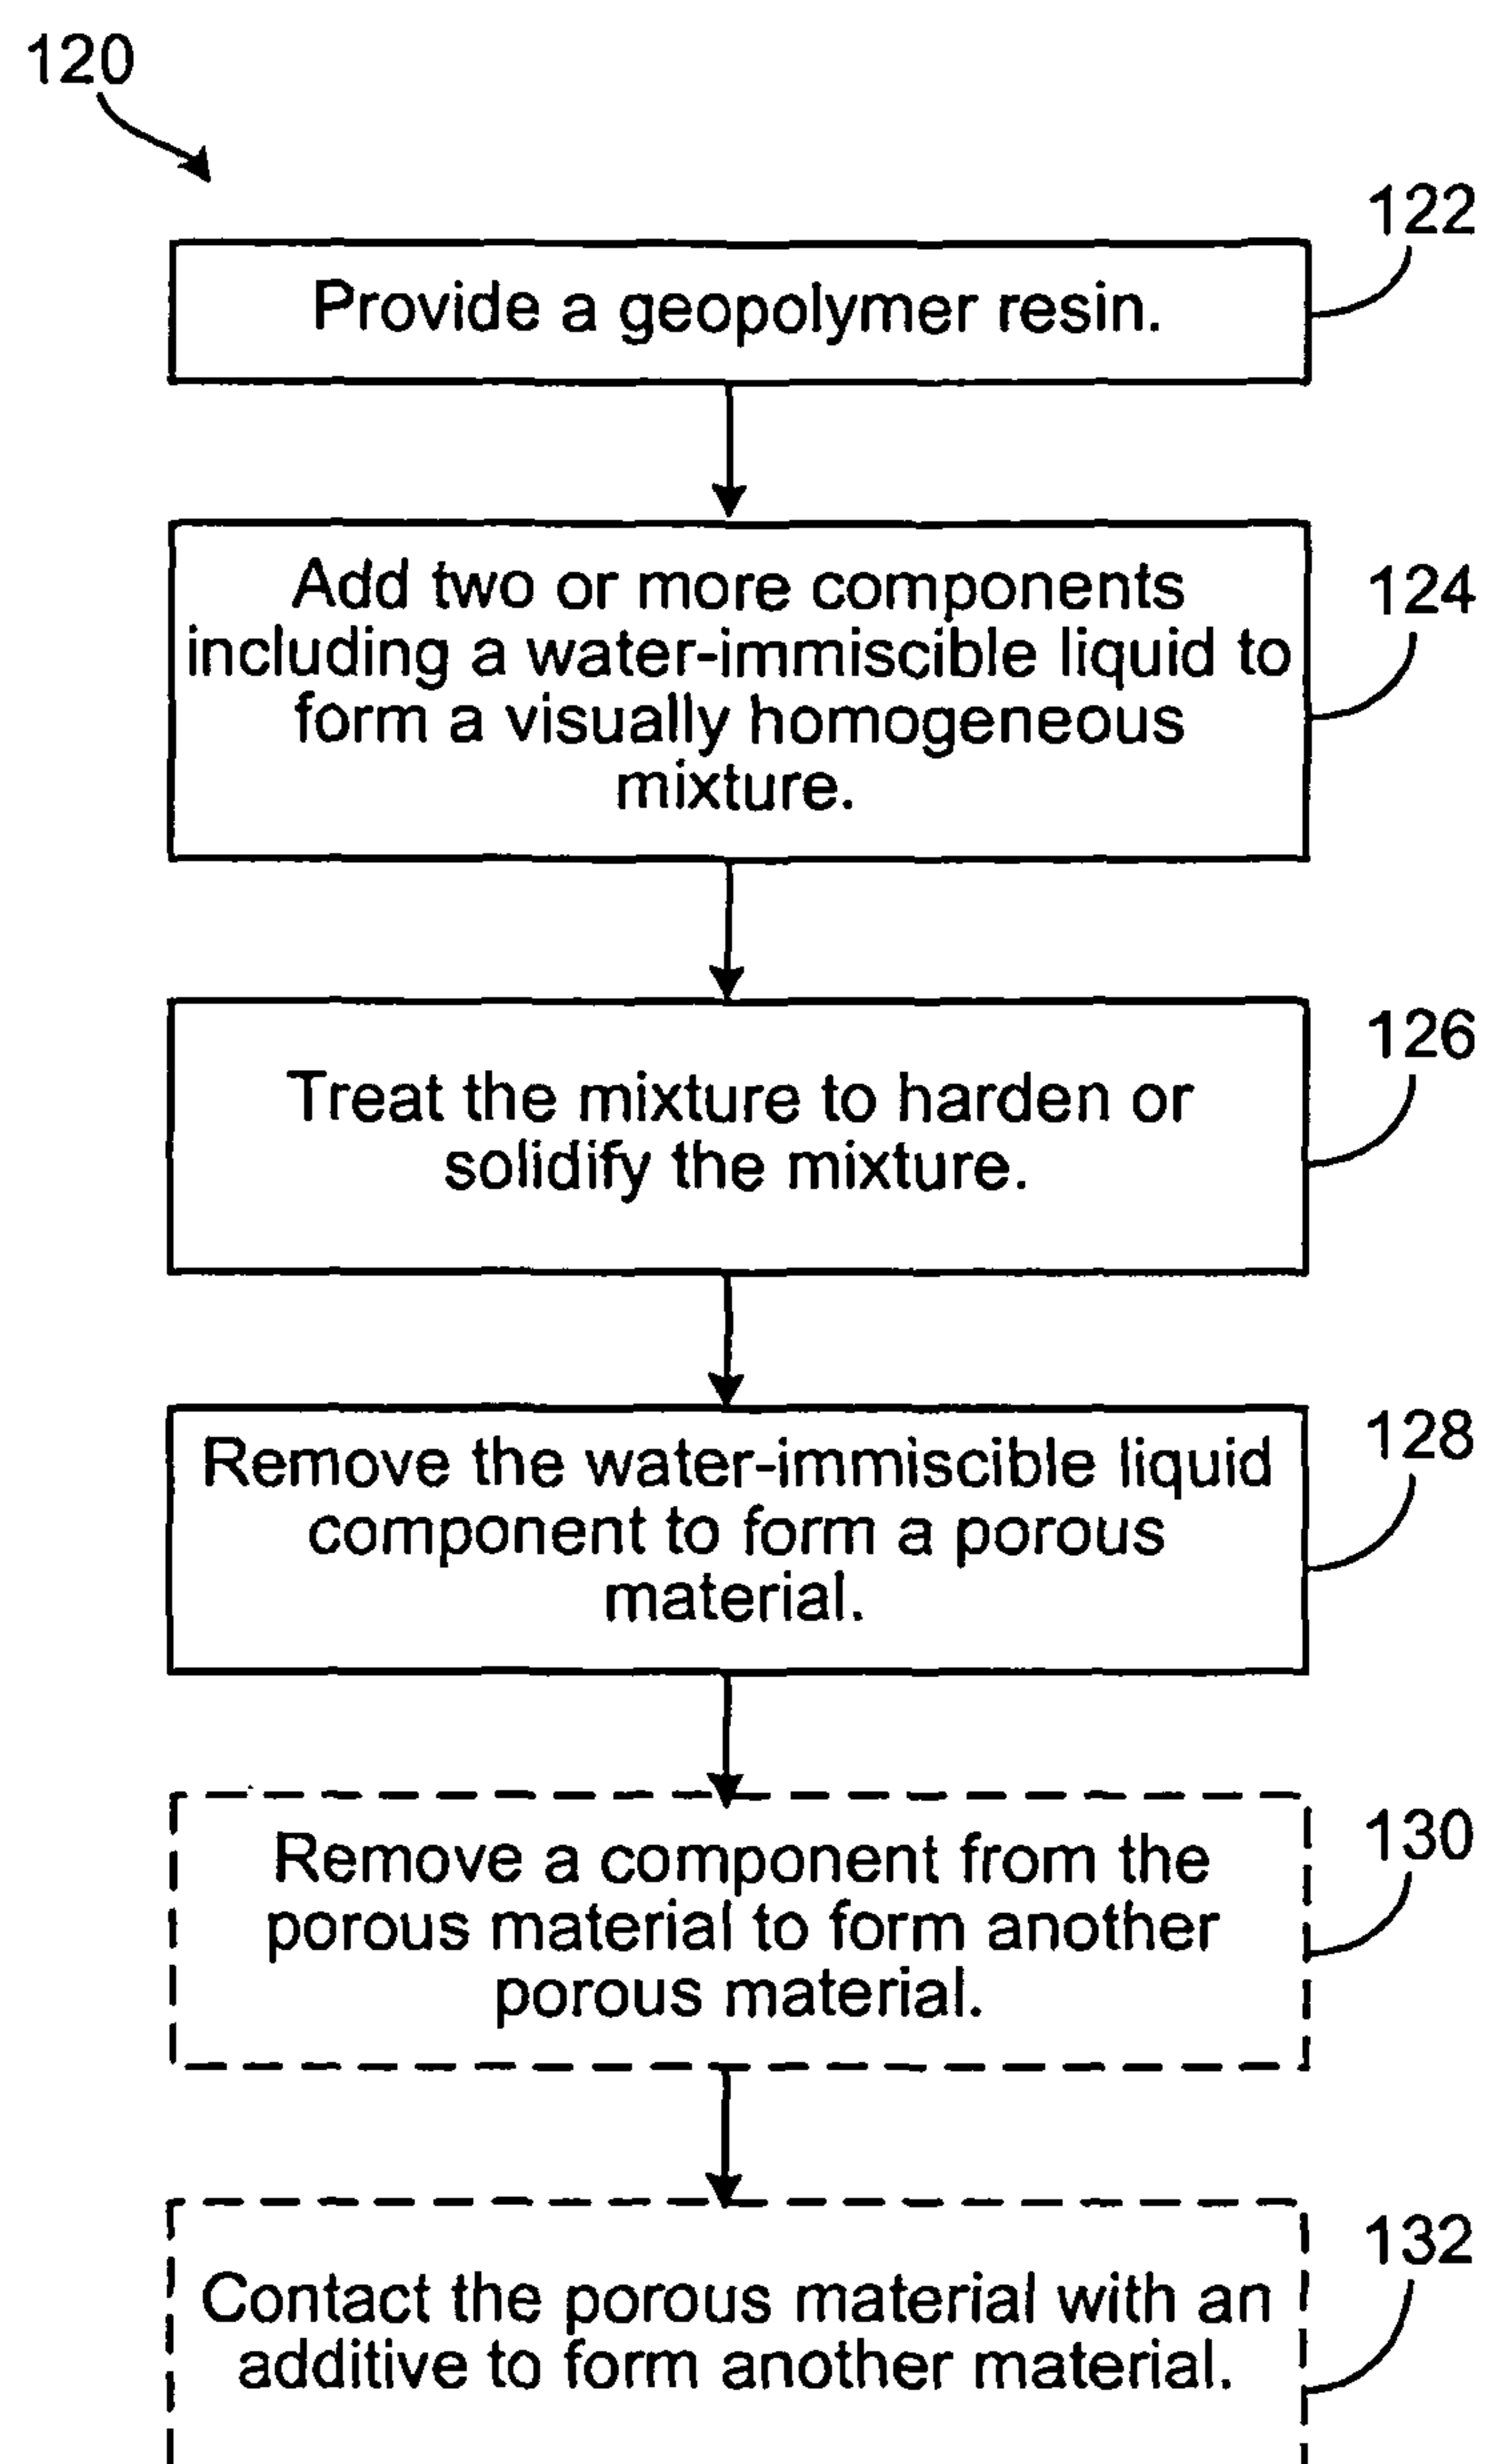 120
122
Provide a geopolymer resin.
124
Add two or more components
including a water-immiscible liquid to
form a visually homogeneous
mixture.
126
Treat the mixture to harden or
solidify the mixture.
128
Remove the water-immiscible liquid
component to form a porous
material.
130
Remove a component from the
porous material to form another
porous material.
132
Contact the porous material with an
additive to form another material.